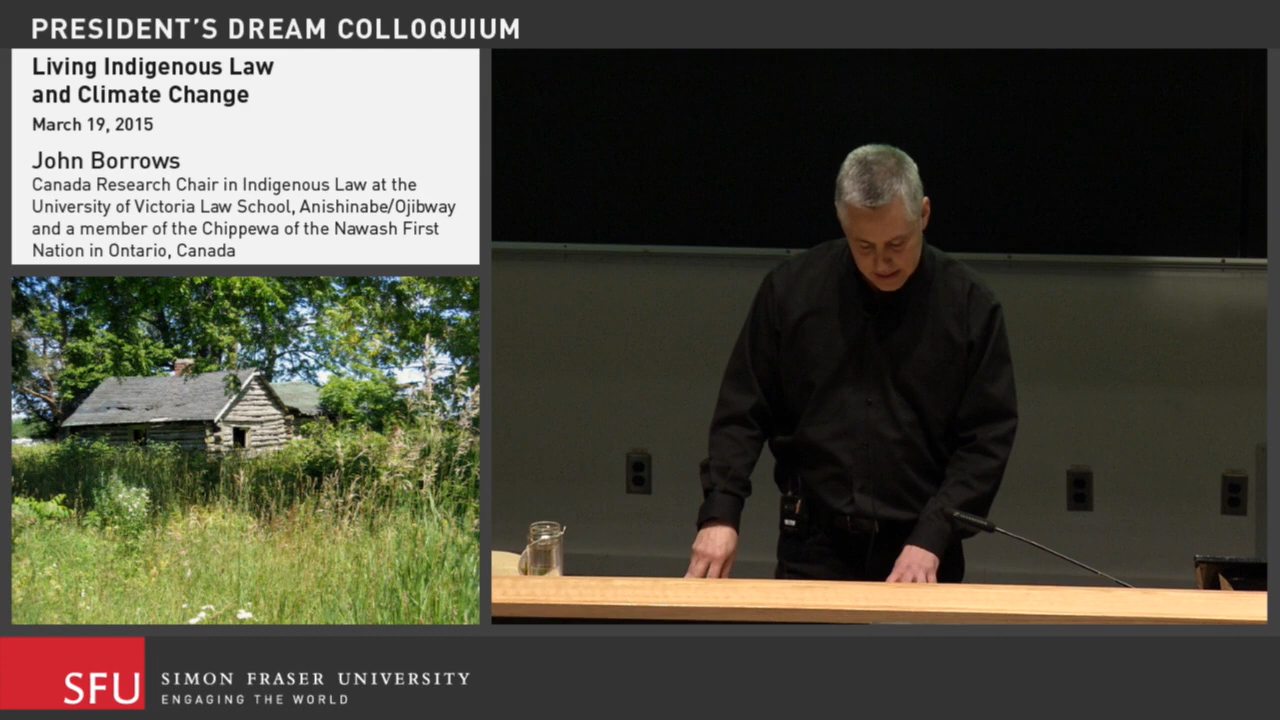 PRESIDENT'S DREAM COLLOQUIUM
Living Indigenous Law
and Climate Change
March 19, 2015
John Borrows
Canada Research Chair in Indigenous Law at the
University of Victoria Law School, Anishinabe/Ojibway
and a member of the Chippewa of the Nawash First
Nation in Ontario, Canada
SFU
SIMON FRASER UNIVERSITY
ENGAGING THE WORLD